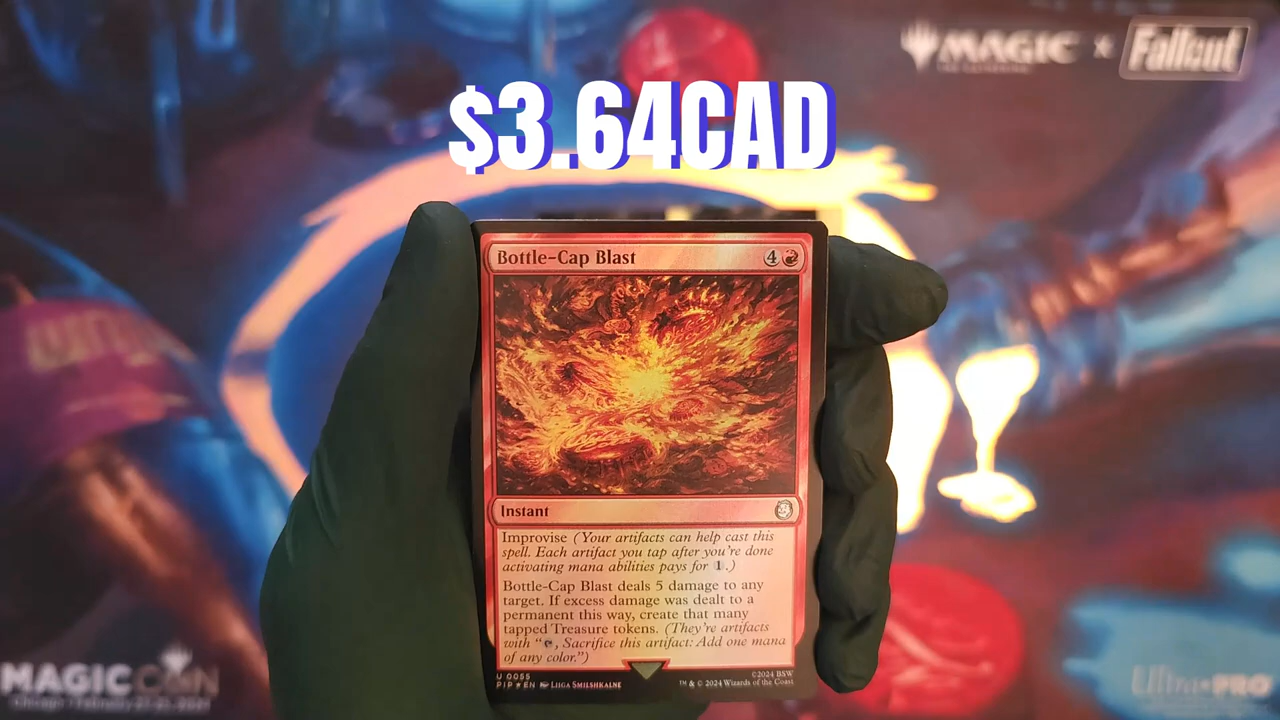 MAGIC x Fallout
THE GATHERING
$3.64CAD
Bottle-Cap Blast 4
Instant
Improvise (Your artifacts can help cast this
spell. Each artifact you tap after you're done
activating mana abilities pays for 1.)
Bottle-Cap Blast deals 5 damage to any
target. If excess damage was dealt to a
permanent this way, create that many
tapped Treasure tokens. (They're artifacts
with “, Sacrifice this artifact: Add one mana
of any color.”)
U 0055
PIP★EN Liiga Smilshkalne
©2024 BSW
™ & © 2024 Wizards of the Coast
MAGICCON
Ultra•PRO